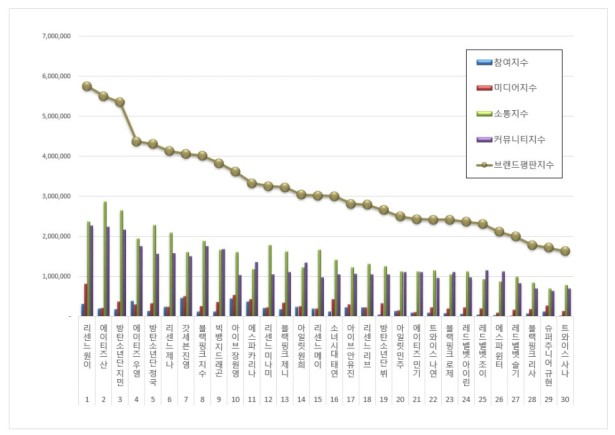 7,000,000
6,000,000
5,000,000
4,000,000
3,000,000
2,000,000
1,000,000
-
참여지수
미디어지수
소통지수
커뮤니티지수
브랜드평판지수
리센느 원이
에이티즈 산
방탄소년단 지민
에이티즈 우영
방탄소년단 정국
리센느 제나
갓세븐 진영
블랙핑크 지수
빅뱅 지드래곤
아이브 장원영
에스파 카리나
리센느 미나미
블랙핑크 제니
아일릿 원희
리센느 메이
소녀시대 태연
아이브 안유진
리센느 리브
방탄소년단 뷔
아일릿 민주
에이티즈 민기
트와이스 나연
블랙핑크 로제
레드벨벳 아이린
레드벨벳 조이
에스파 윈터
레드벨벳 슬기
블랙핑크 리사
슈퍼주니어 규현
트와이스 사나
1 2 3 4 5 6 7 8 9 10 11 12 13 14 15 16 17 18 19 20 21 22 23 24 25 26 27 28 29 30